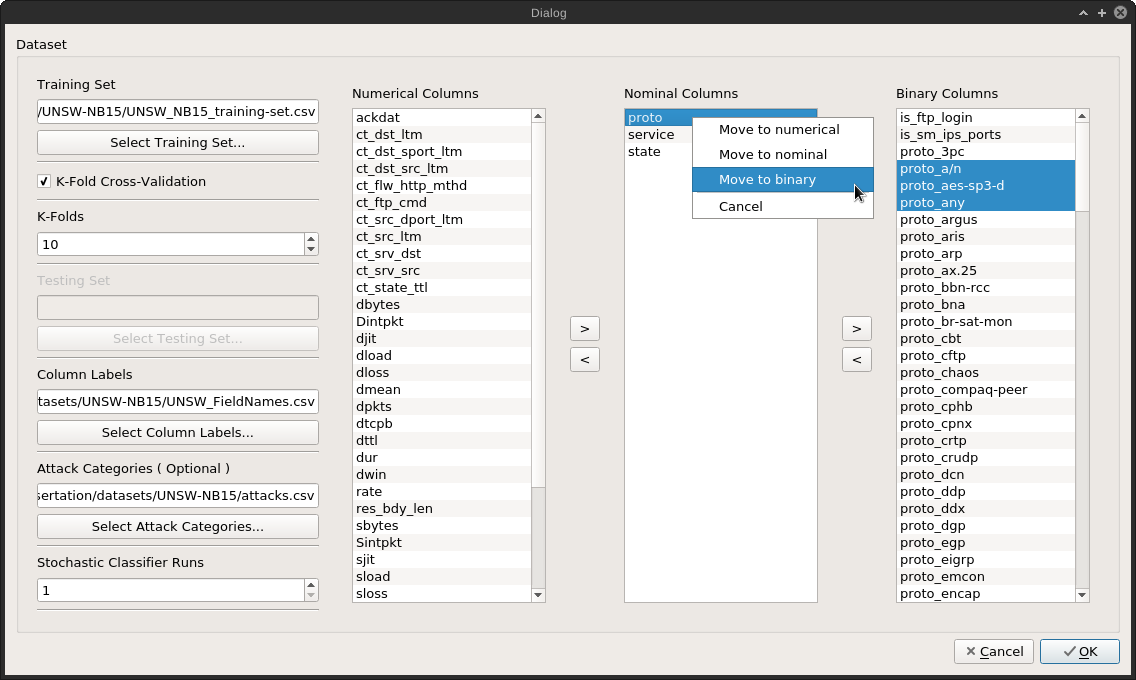 Dialog
Dataset
Training Set
/UNSW-NB15/UNSW_NB15_training-set.csv
Select Training Set...
K-Fold Cross-Validation
K-Folds
10
Testing Set
Select Testing Set...
Column Labels
tasets/UNSW-NB15/UNSW_FieldNames.csv
Select Column Labels...
Attack Categories ( Optional )
sertation/datasets/UNSW-NB15/attacks.csv
Select Attack Categories...
Stochastic Classifier Runs
1
Numerical Columns
ackdat
ct_dst_ltm
ct_dst_sport_ltm
ct_dst_src_ltm
ct_flw_http_mthd
ct_ftp_cmd
ct_src_dport_ltm
ct_src_ltm
ct_srv_dst
ct_srv_src
ct_state_ttl
dbytes
Dintpkt
djit
dload
dloss
dmean
dpkts
dtcpb
dttl
dur
dwin
rate
res_bdy_len
sbytes
Sintpkt
sjit
sload
sloss
>
<
Nominal Columns
proto
service
state
Move to numerical
Move to nominal
Move to binary
Cancel
>
<
Binary Columns
is_ftp_login
is_sm_ips_ports
proto_3pc
proto_a/n
proto_aes-sp3-d
proto_any
proto_argus
proto_aris
proto_arp
proto_ax.25
proto_bbn-rcc
proto_bna
proto_br-sat-mon
proto_cbt
proto_cftp
proto_chaos
proto_compaq-peer
proto_cphb
proto_cpnx
proto_crtp
proto_crudp
proto_dcn
proto_ddp
proto_ddx
proto_dgp
proto_egp
proto_eigrp
proto_emcon
proto_encap
Cancel
OK